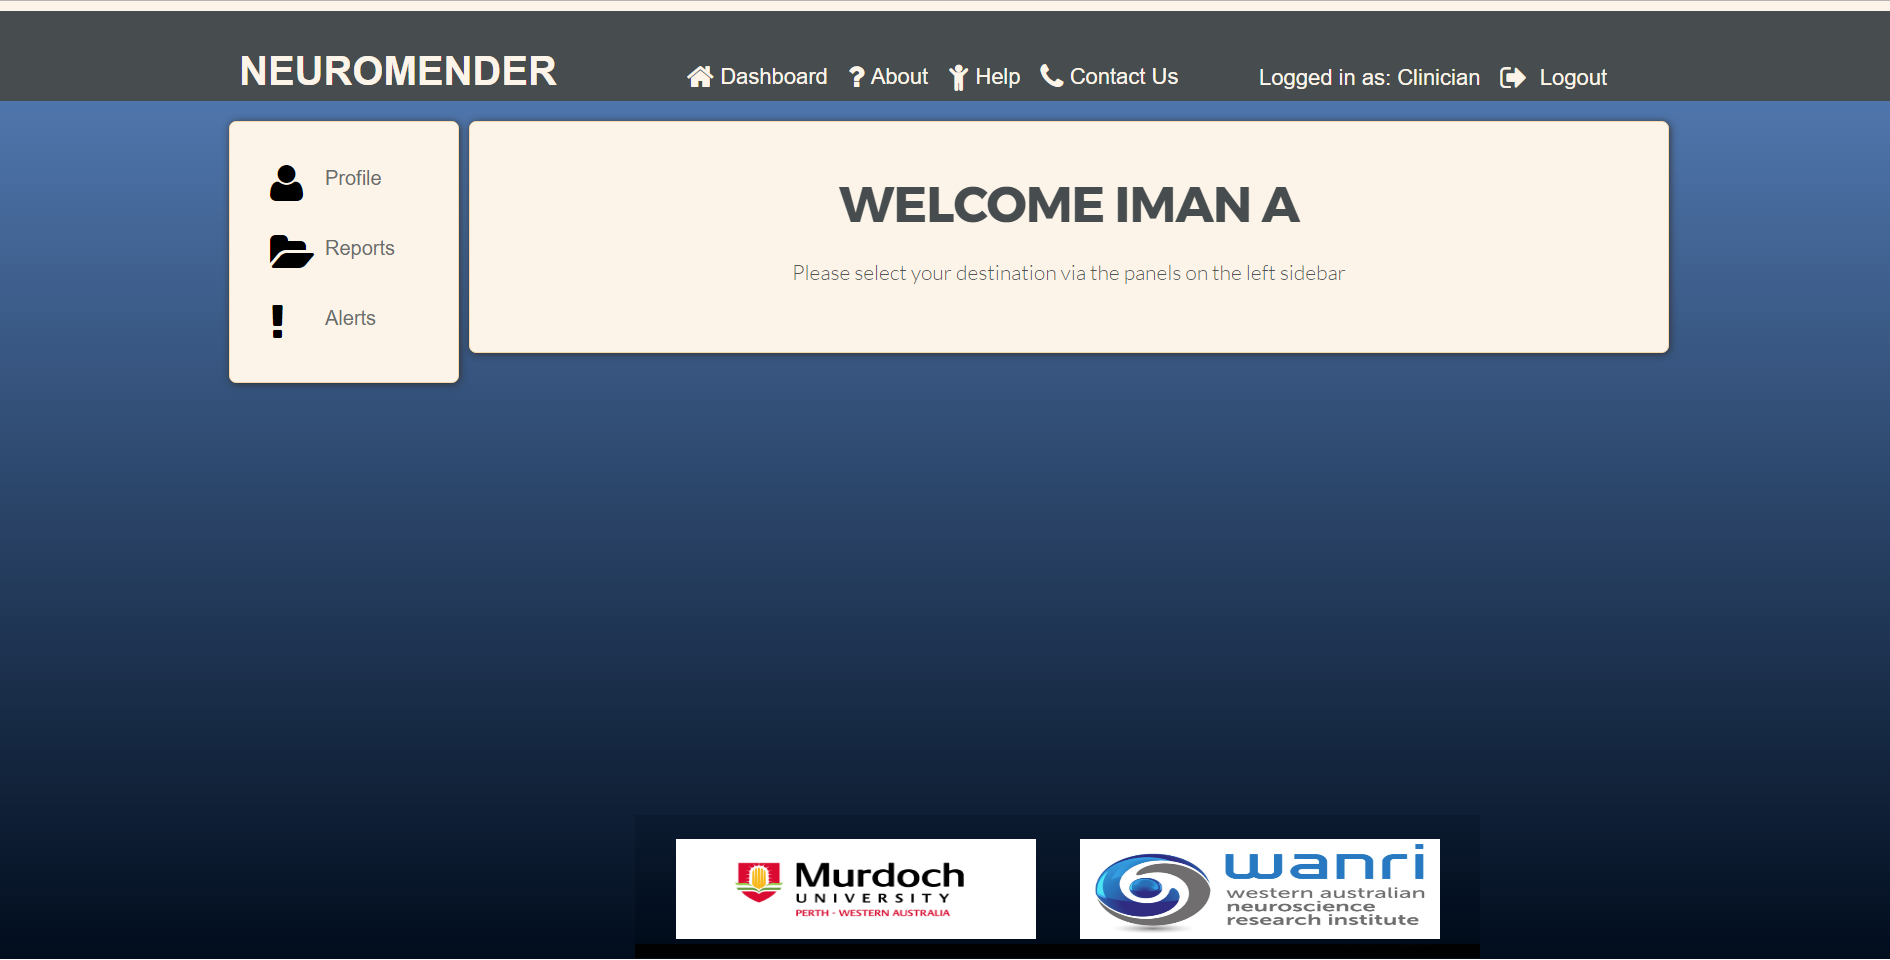 NEUROMENDER
Dashboard About Help Contact Us
Logged in as: Clinician Logout
Profile
Reports
Alerts
WELCOME IMAN A
Please select your destination via the panels on the left sidebar
Murdoch
UNIVERSITY
PERTH - WESTERN AUSTRALIA
wanri
western australian
neuroscience
research institute